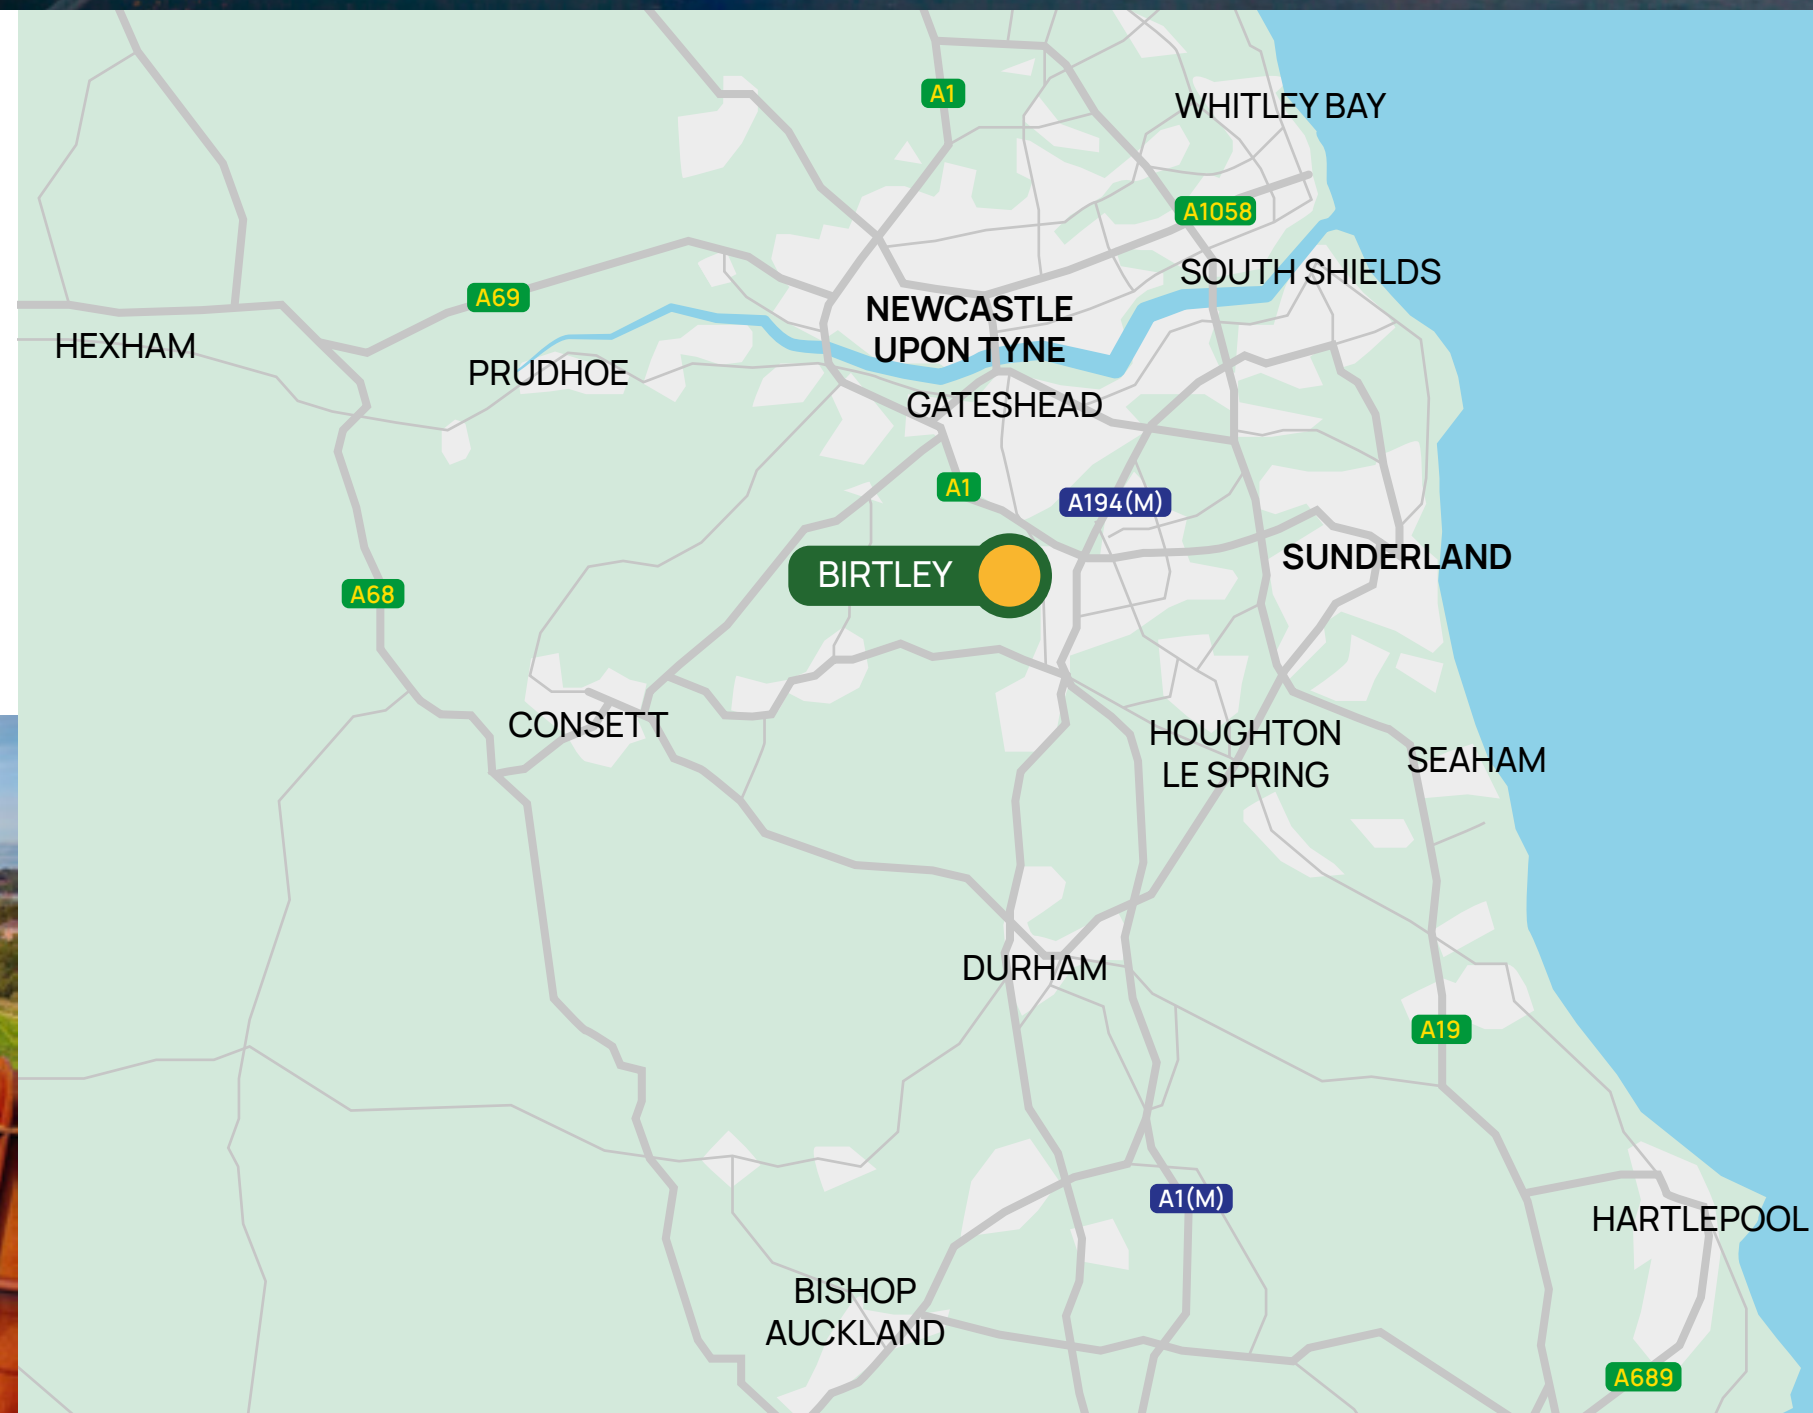 A1
WHITLEY BAY
A1058
SOUTH SHIELDS
A69
NEWCASTLE
UPON TYNE
HEXHAM
PRUDHOE
GATESHEAD
A1
A194(M)
SUNDERLAND
BIRTLEY
A68
CONSETT
HOUGHTON
LE SPRING
SEAHAM
DURHAM
A19
A1(M)
HARTLEPOOL
BISHOP
AUCKLAND
A689